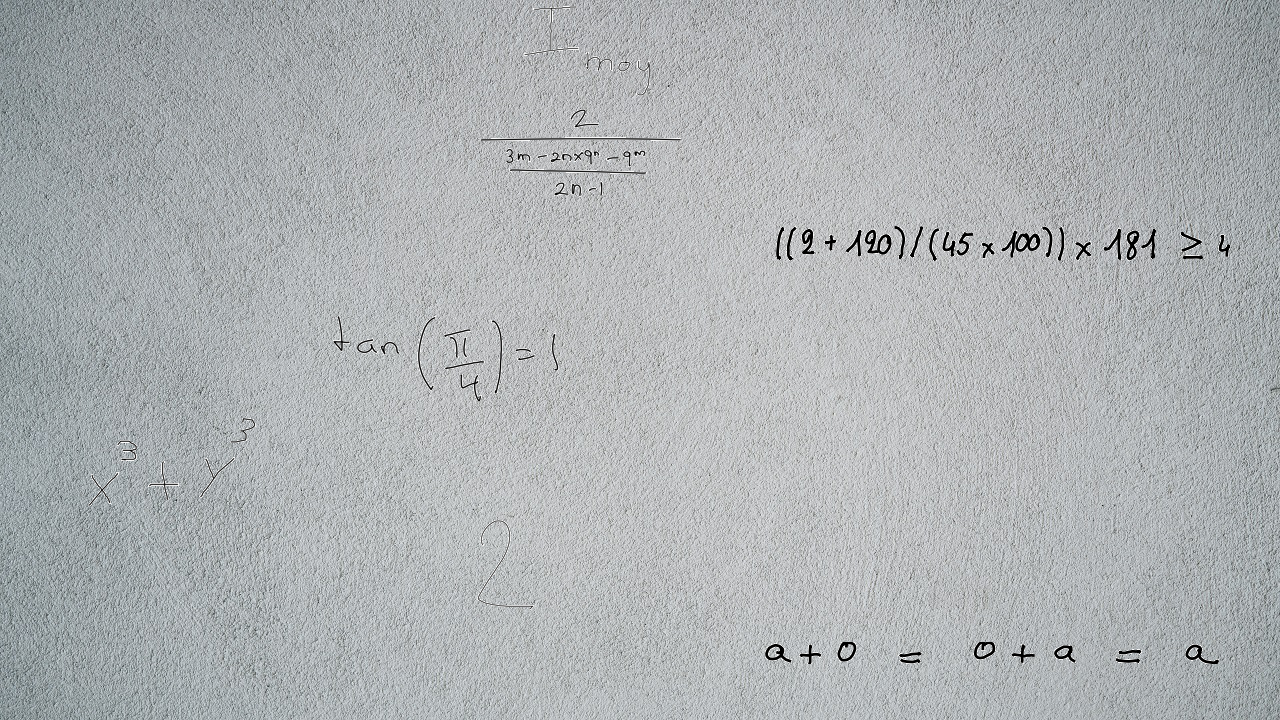 I_{moy}
\frac{2}{\frac{3m-2n \times 9^n-9^m}{2n-1}}
((2+120)/(45 \times 100)) \times 181 \geq 4
\tan\left(\frac{\pi}{4}\right)=1
x^3+y^3
2
a+0=0+a=a